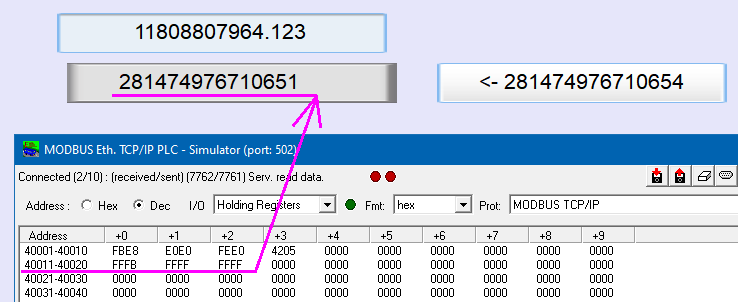 11808807964.123
281474976710651 <- 281474976710654
MODBUS Eth. TCP/IP PLC - Simulator (port: 502)
Connected (2/10) : (received/sent) (7762/7761) Serv. read data.
Address : Hex Dec I/O Holding Registers Fmt: hex Prot: MODBUS TCP/IP
Address +0 +1 +2 +3 +4 +5 +6 +7 +8 +9
40001-40010 FBE8 E0E0 FEE0 4205 0000 0000 0000 0000 0000 0000
40011-40020 FFFB FFFF FFFF 0000 0000 0000 0000 0000 0000 0000
40021-40030 0000 0000 0000 0000 0000 0000 0000 0000 0000 0000
40031-40040 0000 0000 0000 0000 0000 0000 0000 0000 0000 0000